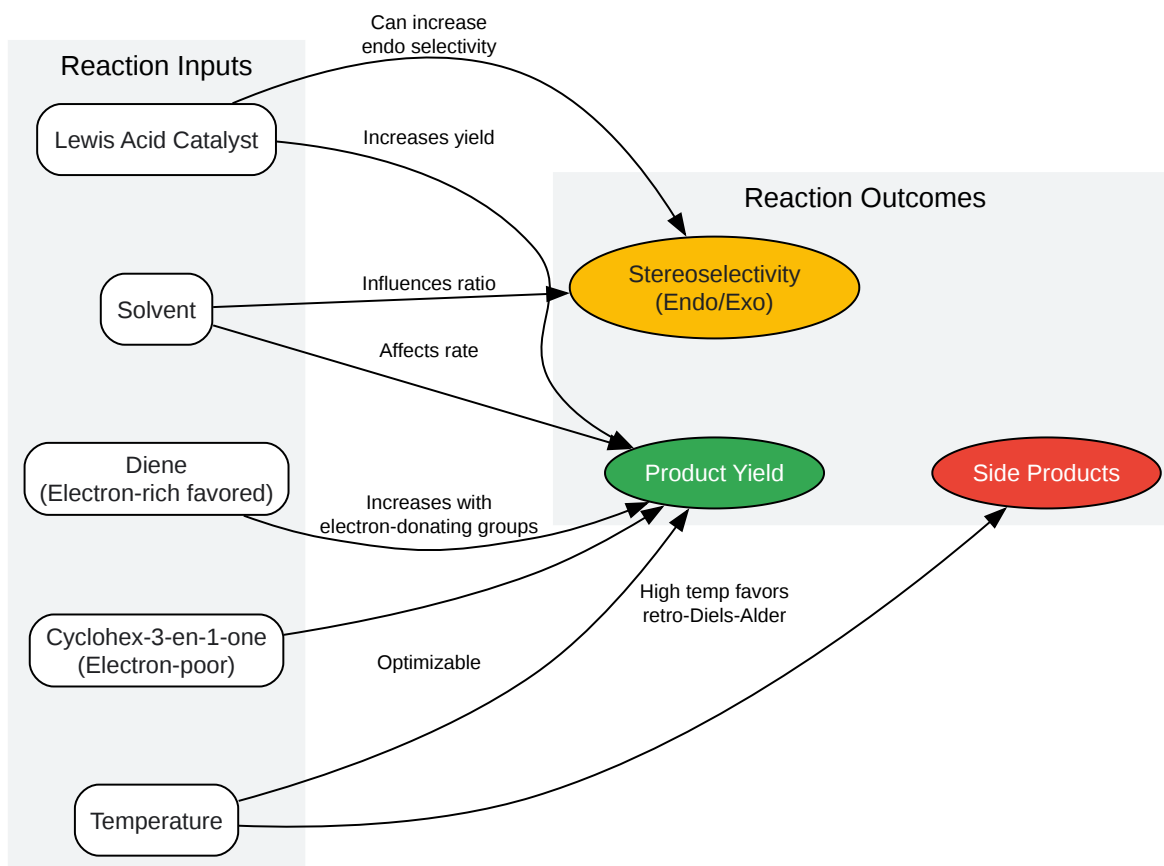 Can increase
endo selectivity
Reaction Inputs
Lewis Acid Catalyst
Increases yield
Reaction Outcomes
Stereoselectivity
(Endo/Exo)
Solvent
Influences ratio
Affects rate
Diene
(Electron-rich favored)
Increases with
electron-donating groups
Product Yield
Side Products
High temp favors
retro-Diels-Alder
Cyclohex-3-en-1-one
(Electron-poor)
Optimizable
Temperature